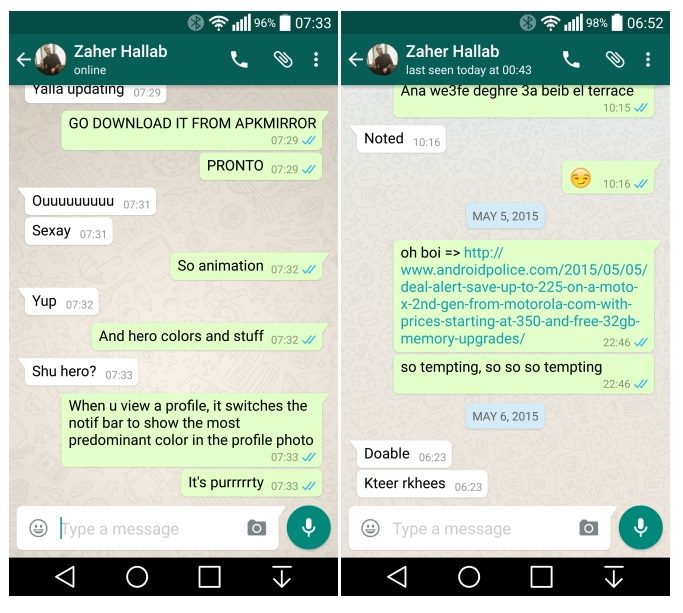 96% 07:33
Zaher Hallab
online
Yalla updating 07:29
GO DOWNLOAD IT FROM APKMIRROR
07:29
PRONTO 07:29
Ouuuuuuuuu 07:31
Sexay 07:31
So animation 07:32
Yup 07:32
And hero colors and stuff 07:32
Shu hero? 07:33
When u view a profile, it switches the
notif bar to show the most
predominant color in the profile photo
07:33
It's purrrrrty 07:33
Type a message
98% 06:52
Zaher Hallab
last seen today at 00:43
Ana we3fe deghre 3a beib el terrace
10:15
Noted 10:16
😏 10:16
MAY 5, 2015
oh boi => http://
www.androidpolice.com/2015/05/05/
deal-alert-save-up-to-225-on-a-moto-
x-2nd-gen-from-motorola-com-with-
prices-starting-at-350-and-free-32gb-
memory-upgrades/ 22:46
so tempting, so so so tempting
22:46
MAY 6, 2015
Doable 06:23
Kteer rkhees 06:23
Type a message